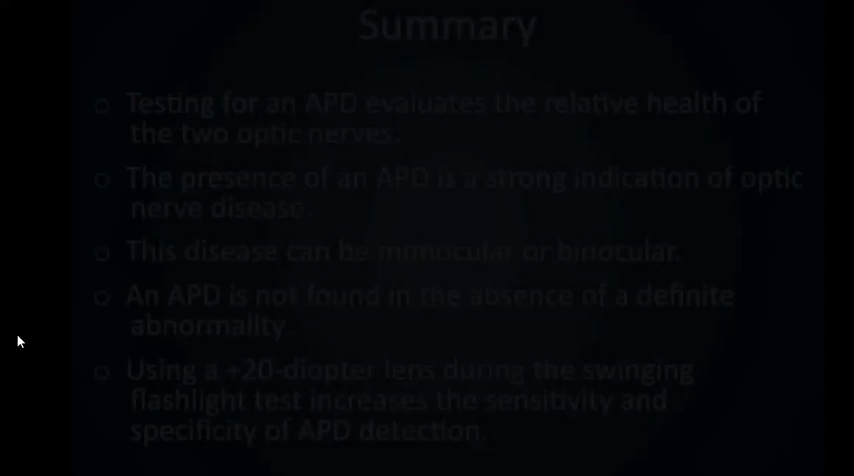 Summary
○ Testing for an APD evaluates the relative health of
the two optic nerves.
○ The presence of an APD is a strong indication of optic
nerve disease.
○ This disease can be monocular or binocular.
○ An APD is not found in the absence of a definite
abnormality
○ Using a +20-diopter lens during the swinging
flashlight test increases the sensitivity and
specificity of APD detection.